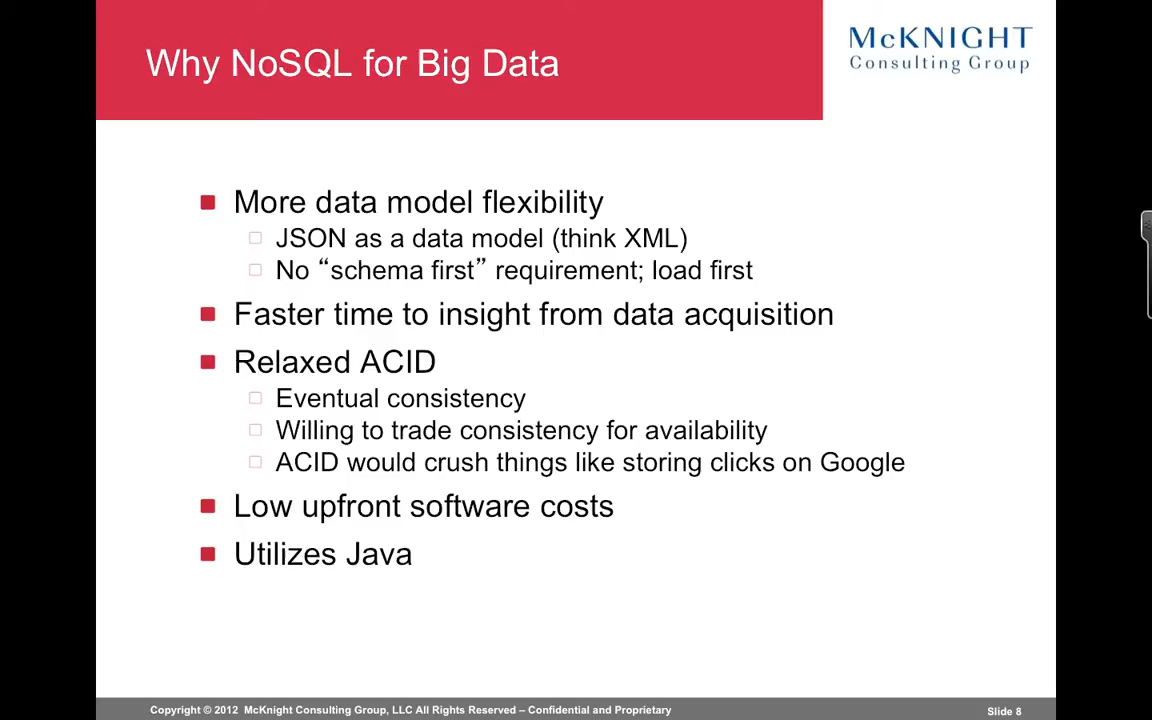 Why NoSQL for Big Data
McKNIGHT
Consulting Group
More data model flexibility
JSON as a data model (think XML)
No “schema first” requirement; load first
Faster time to insight from data acquisition
Relaxed ACID
Eventual consistency
Willing to trade consistency for availability
ACID would crush things like storing clicks on Google
Low upfront software costs
Utilizes Java
Copyright © 2012 McKnight Consulting Group, LLC All Rights Reserved – Confidential and Proprietary
Slide 8